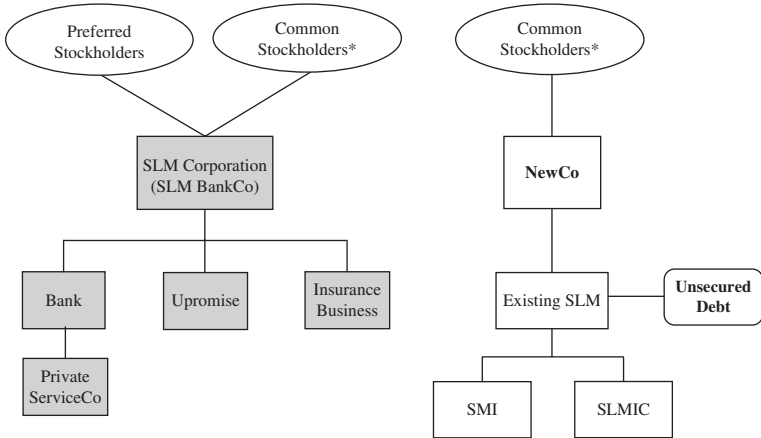 Preferred
Stockholders
Common
Stockholders*
Common
Stockholders*
SLM Corporation
(SLM BankCo)
NewCo
Bank
Upromise
Insurance
Business
Existing SLM
Unsecured
Debt
Private
ServiceCo
SMI
SLMIC